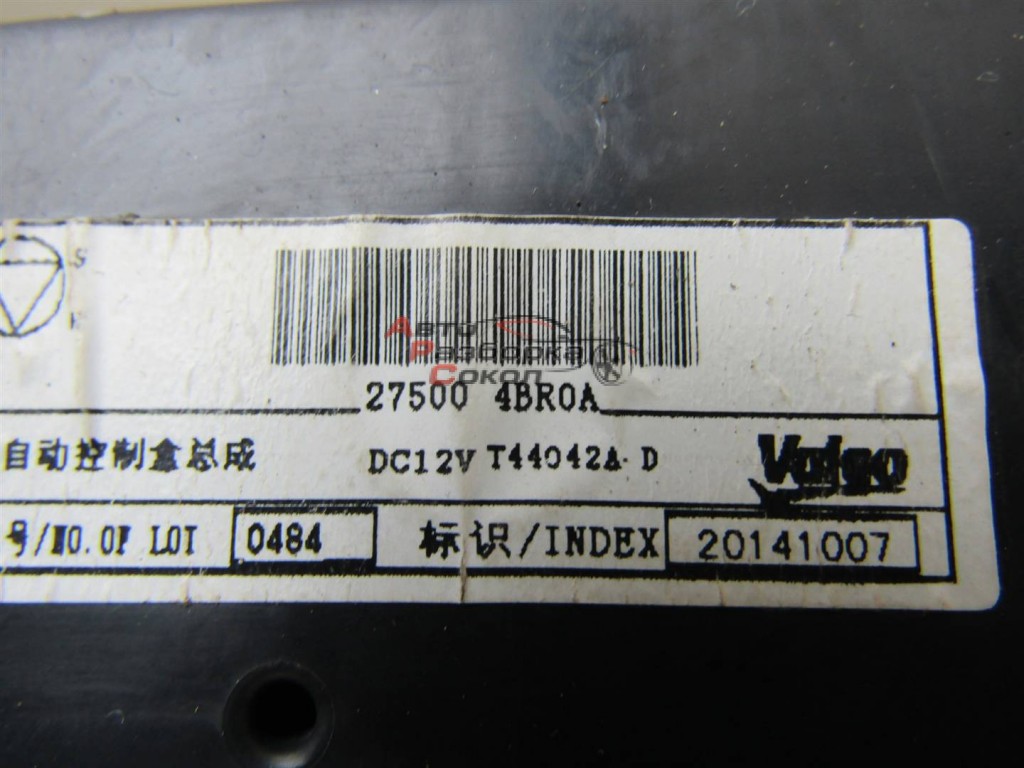 S
Авто
Разборка
Сокол
27500 4BR0A
自动控制盒总成 DC12V T44042A D Valeo
号/NO.OF LOT 0484 标识/INDEX 20141007